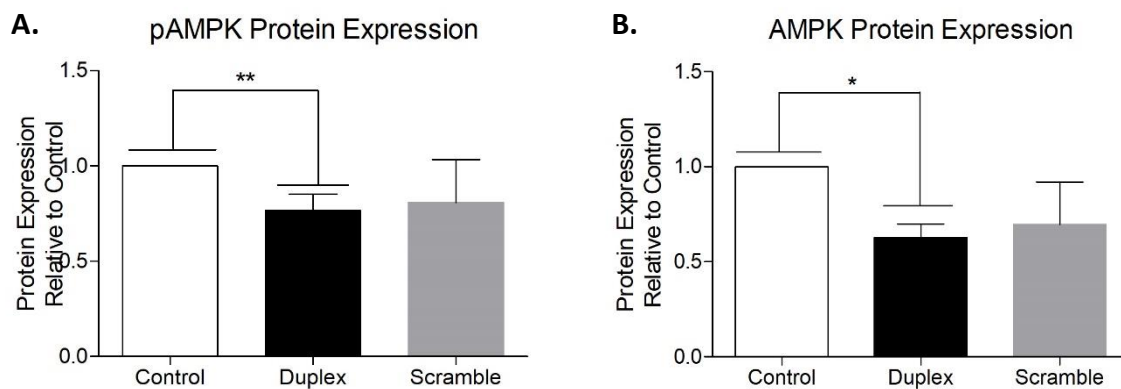 A.
pAMPK Protein Expression
Protein Expression
Relative to Control
1.5
1.0
0.5
0.0
**
Control Duplex Scramble
B.
AMPK Protein Expression
Protein Expression
Relative to Control
1.5
1.0
0.5
0.0
*
Control Duplex Scramble